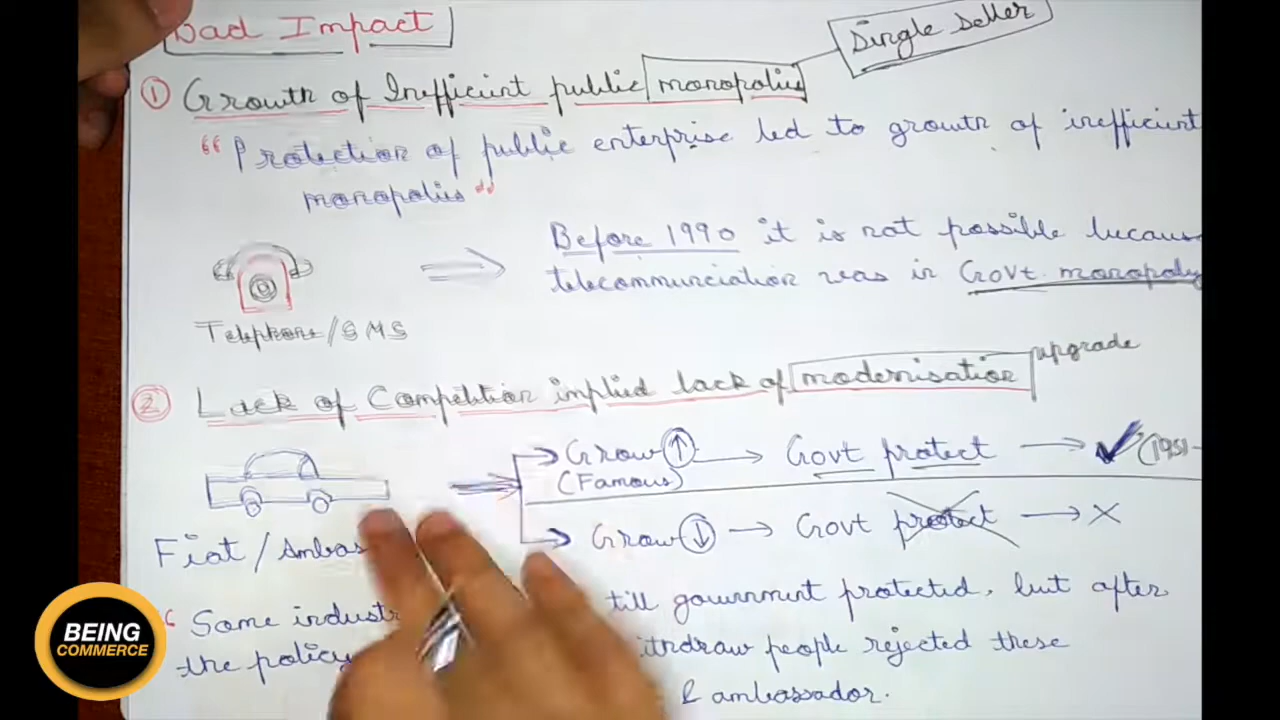 Bad Impact
Single Seller
① Growth of Inefficient public monopolies
" Protection of public enterprise led to growth of inefficient
monopolies "
Before 1990 it is not possible because
telecommunication was in Govt. monopoly
Telephone/SMS
② Lack of Competition implied lack of modernisation
upgrade
Grow ↑ → Govt protect → ✓ (1951-
(Famous)
Grow ↓ → Govt protect → ×
Fiat / Ambas
" Some industr till government protected, but after
the policy ithdraw people rejected these
& ambassador.
BEING
COMMERCE